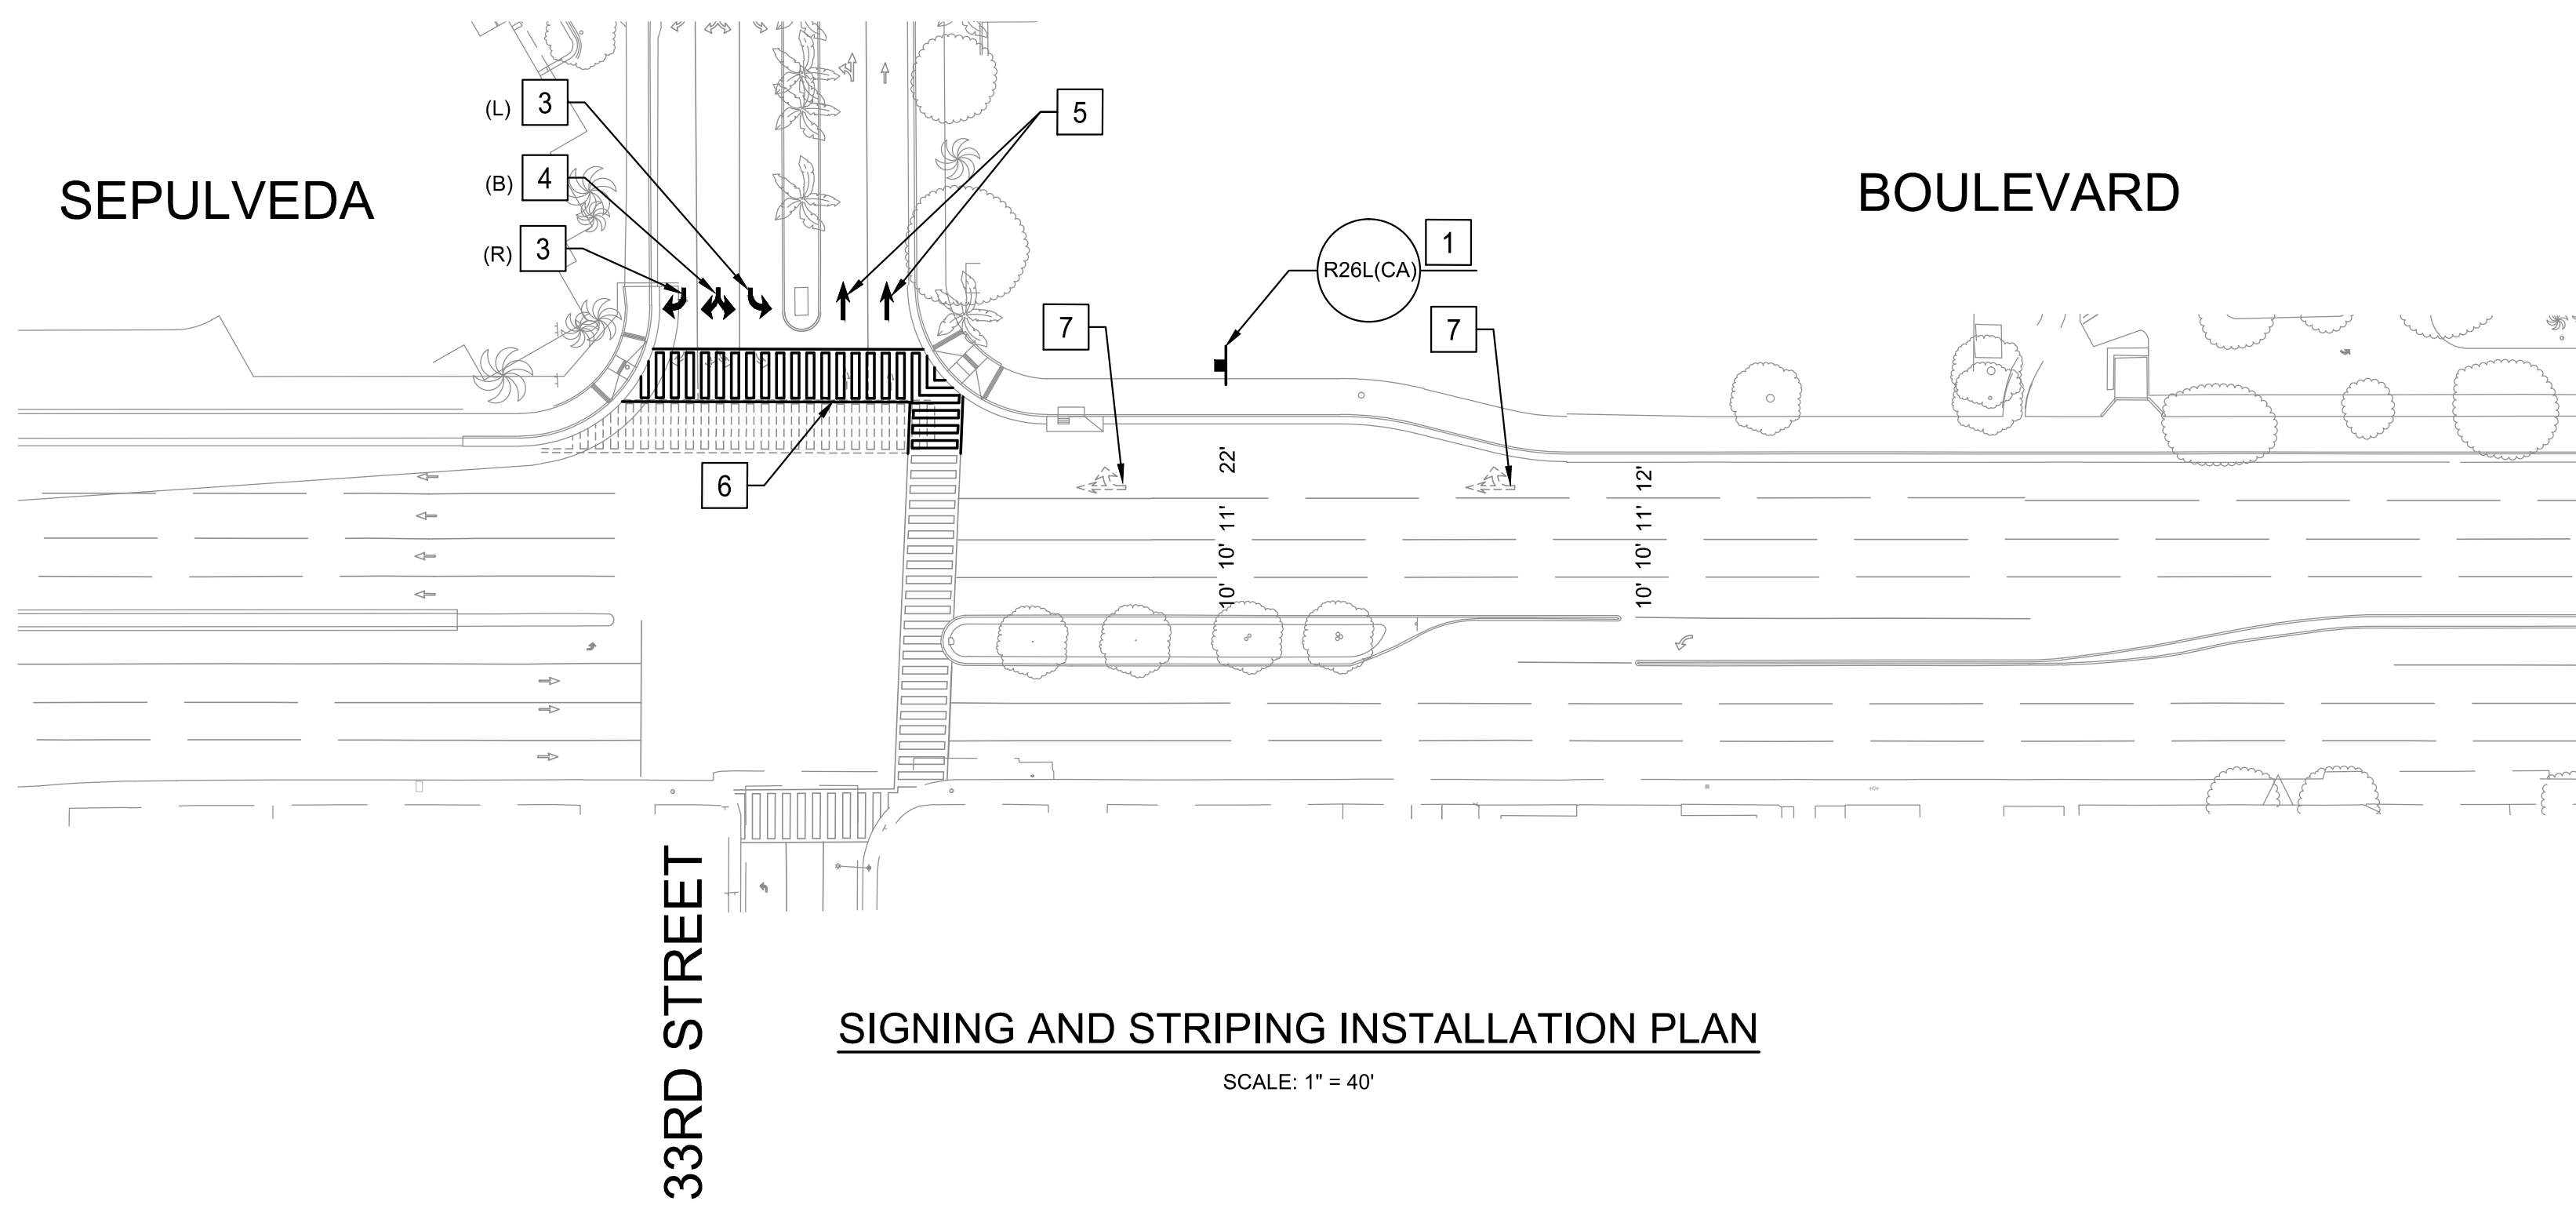 (L) 3
5
(B) 4
SEPULVEDA
BOULEVARD
(R) 3
1
R26L(CA)
7
7
6
22'
11'
10'
10'
12'
11'
10'
10'
33RD STREET
SIGNING AND STRIPING INSTALLATION PLAN
SCALE: 1" = 40'